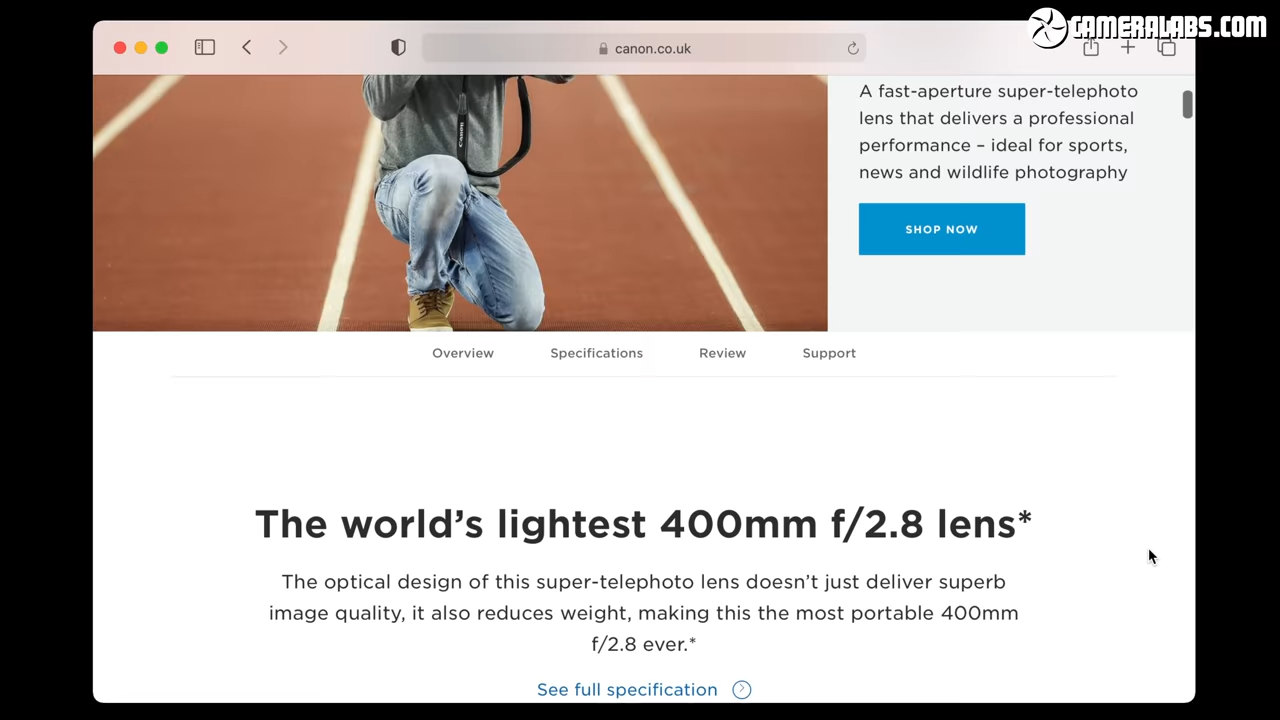 CAMERALABS.COM
canon.co.uk
CANON
A fast-aperture super-telephoto
lens that delivers a professional
performance – ideal for sports,
news and wildlife photography
SHOP NOW
Overview Specifications Review Support
The world’s lightest 400mm f/2.8 lens*
The optical design of this super-telephoto lens doesn’t just deliver superb
image quality, it also reduces weight, making this the most portable 400mm
f/2.8 ever.*
See full specification